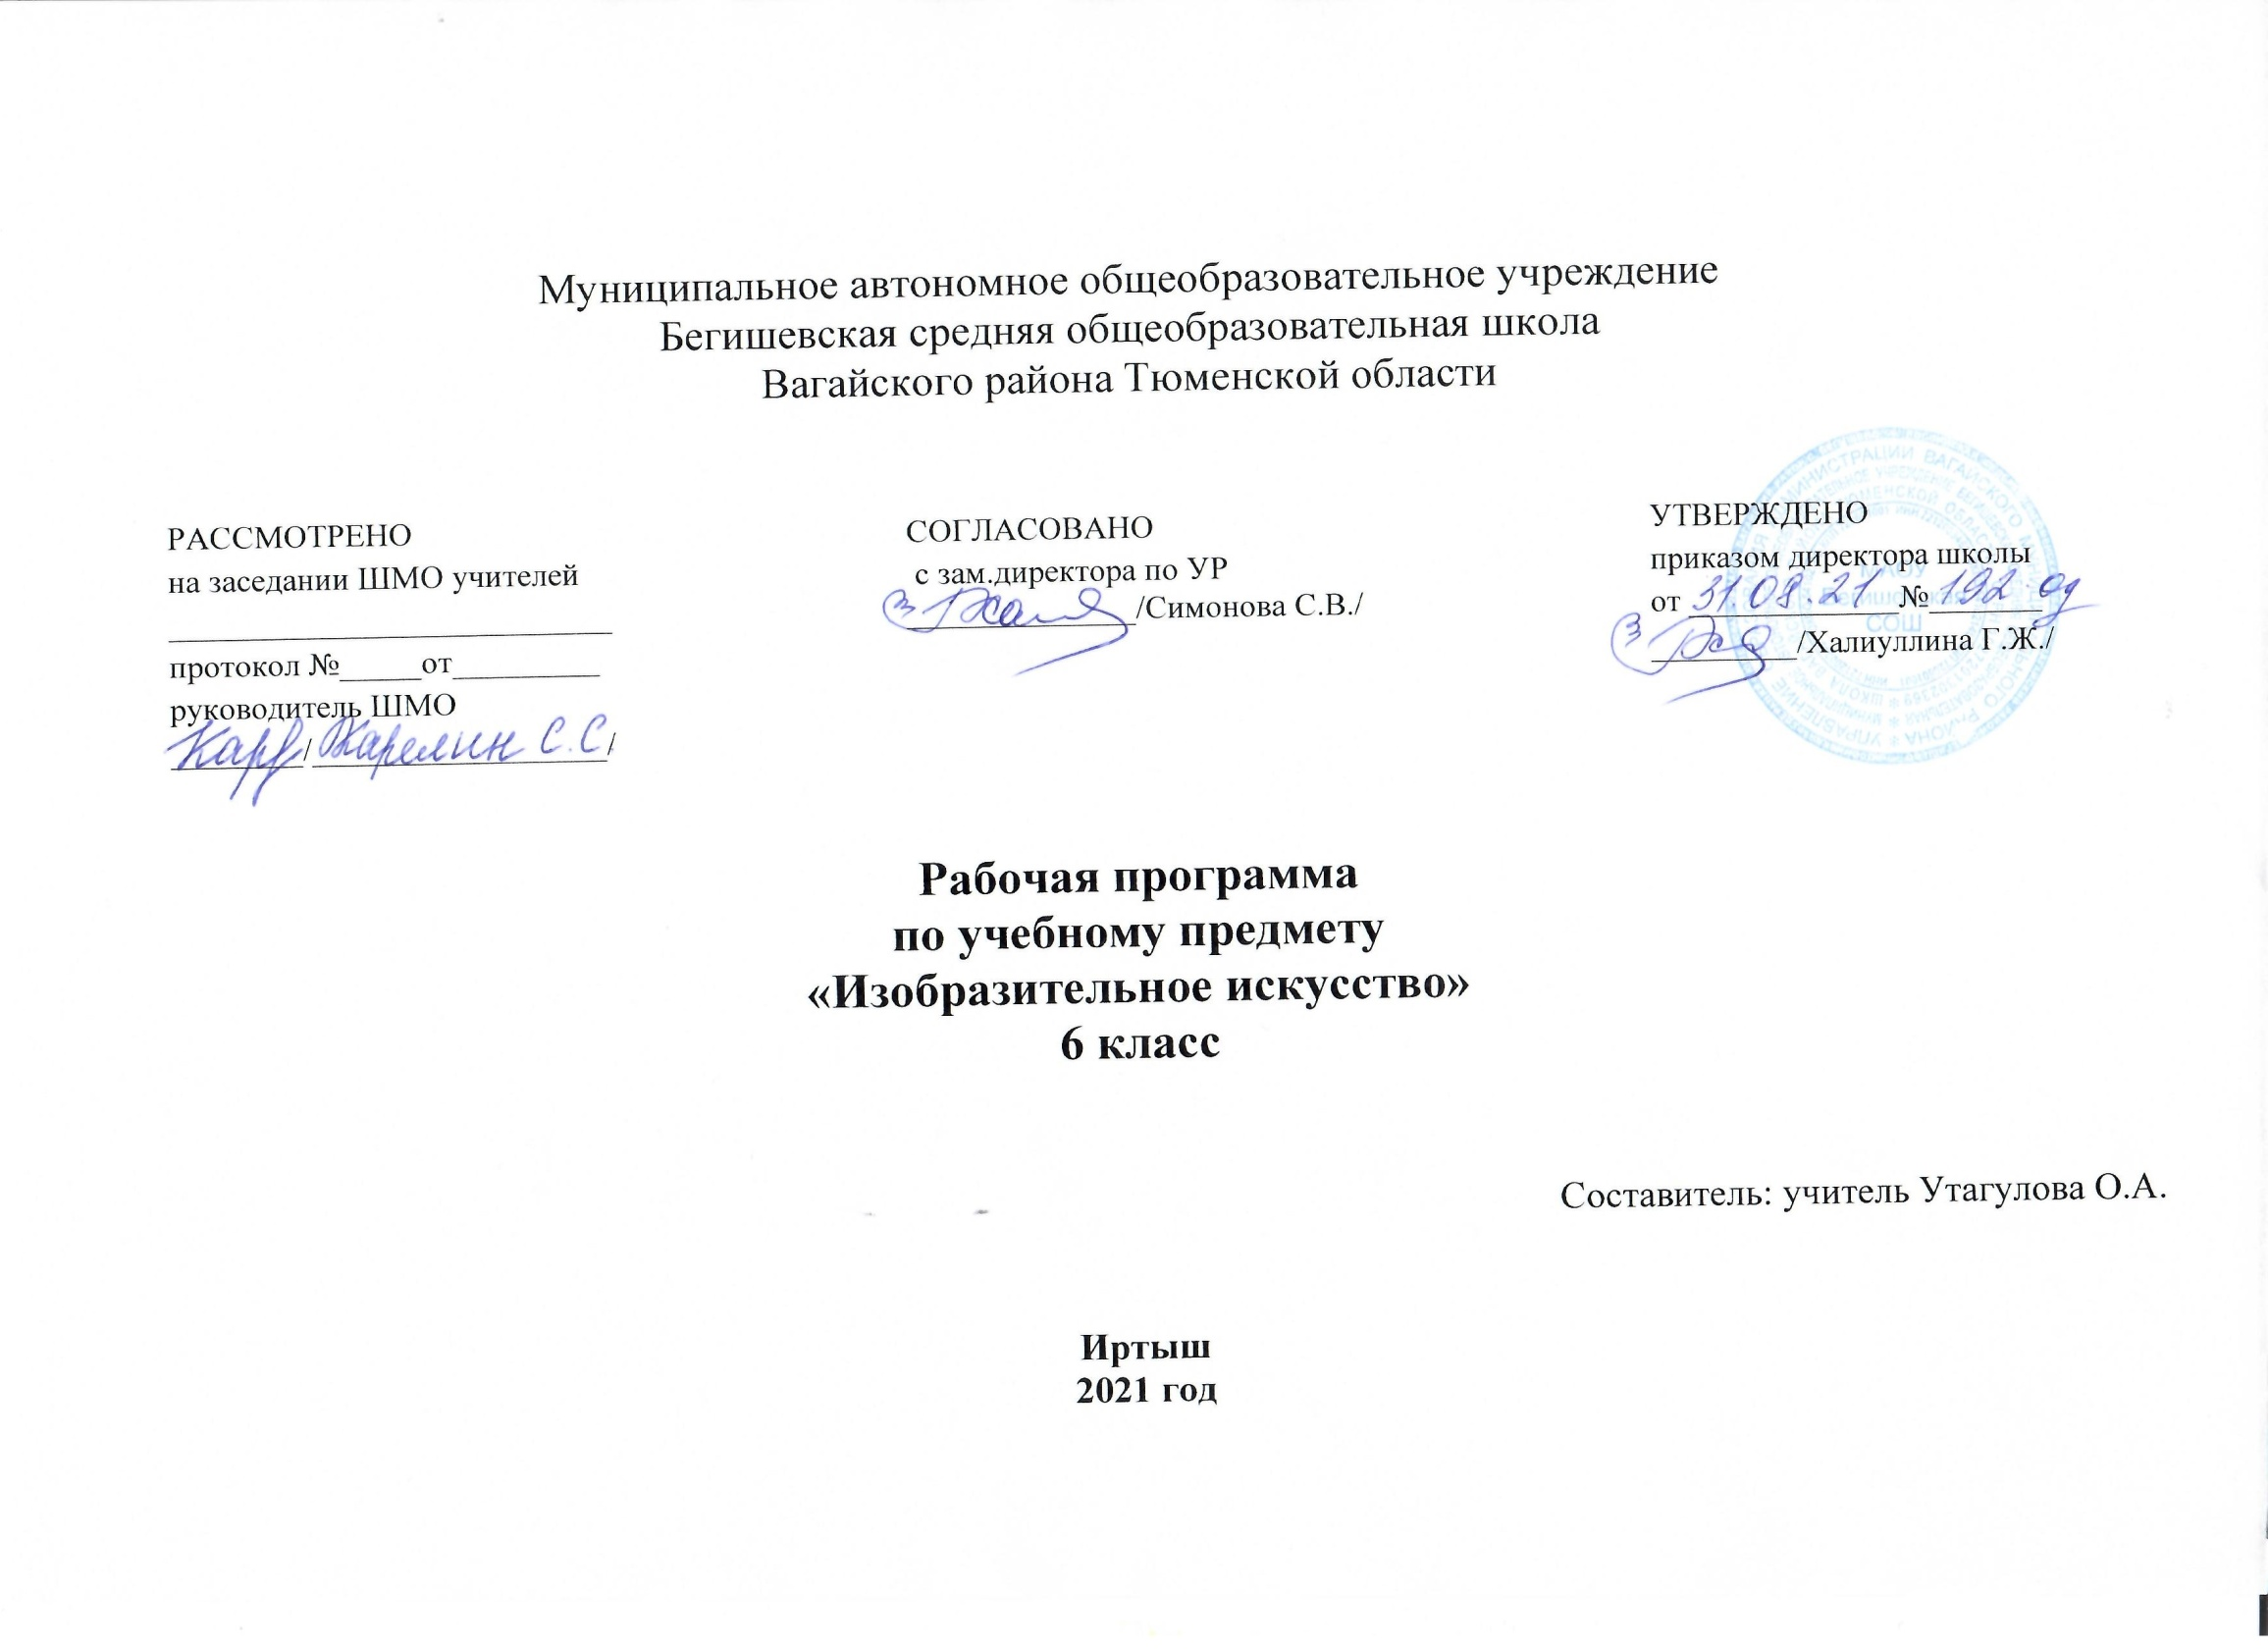 Муниципальное автономное общеобразовательное учреждение
Бегишевская средняя общеобразовательная школа
Вагайского района Тюменской области
РАССМОТРЕНО
на заседании ШМО учителей
протокол №______от___________
руководитель ШМО
/ Карелин С.С /
СОГЛАСОВАНО
с зам.директора по УР
/Симонова С.В./
УТВЕРЖДЕНО
приказом директора школы
от 31.08.21 № 192 од
/Халиуллина Г.Ж./
СОШ
Рабочая программа
по учебному предмету
«Изобразительное искусство»
6 класс
Составитель: учитель Утагулова О.А.
Иртыш
2021 год